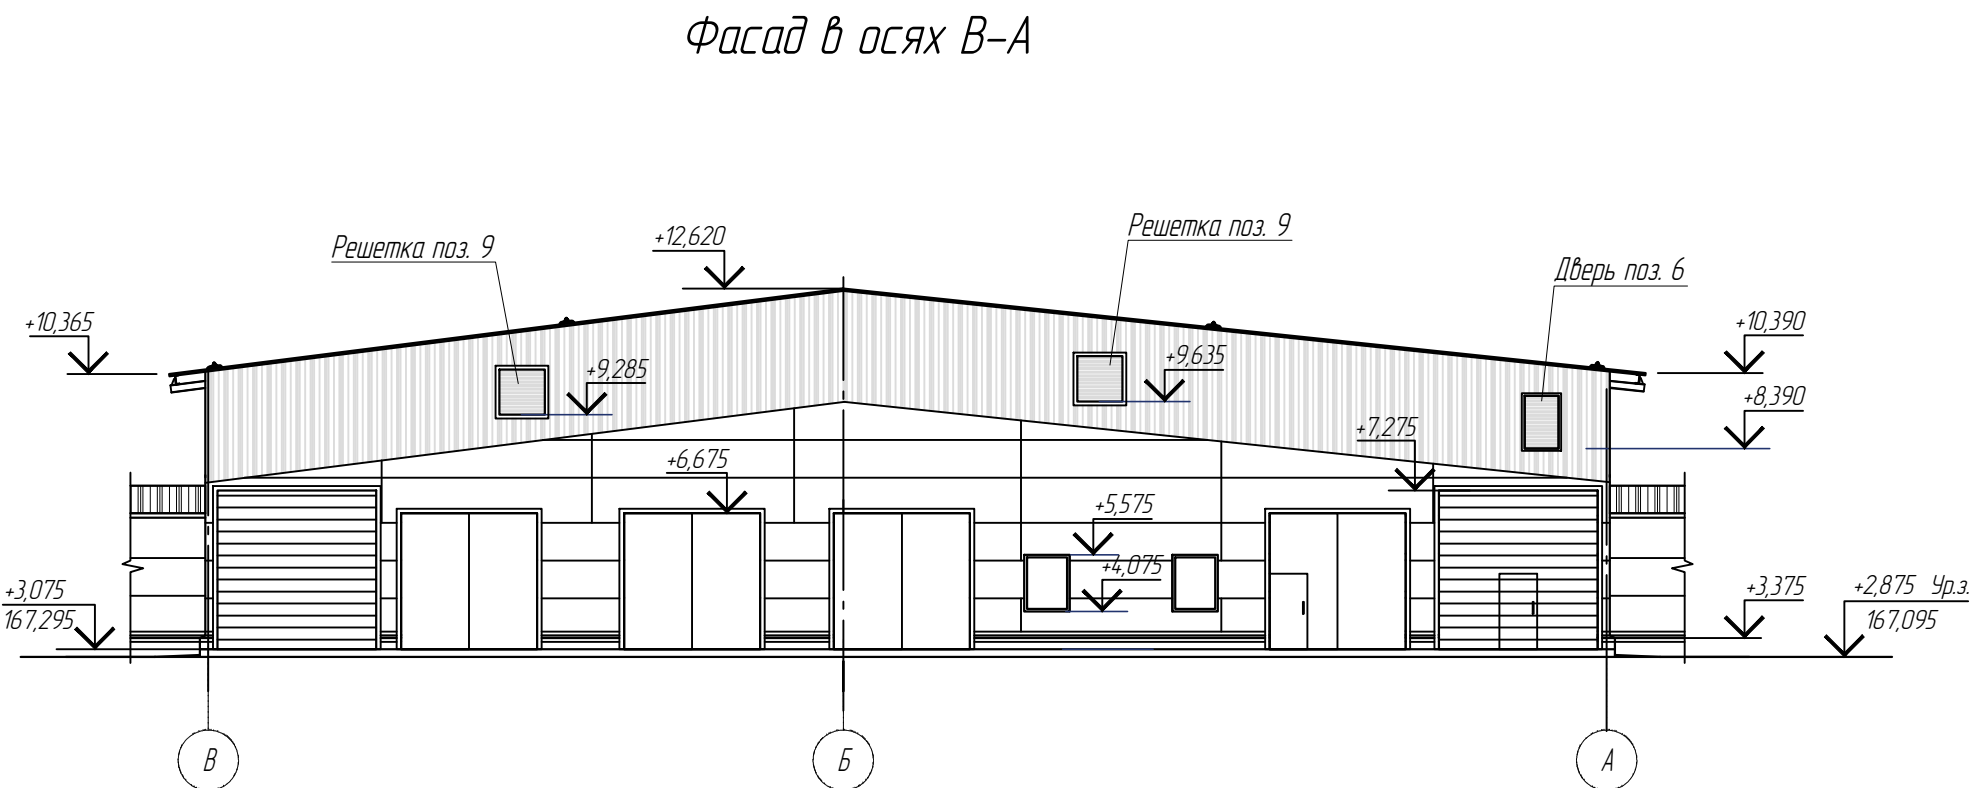 Фасад в осях В-А
Решетка поз. 9
+12,620
Решетка поз. 9
Дверь поз. 6
+10,365
+10,390
+9,285
+9,635
+8,390
+7,275
+6,675
+5,575
+4,075
+3,075
167,295
+3,375
+2,875 Ур.з.
167,095
В
Б
А